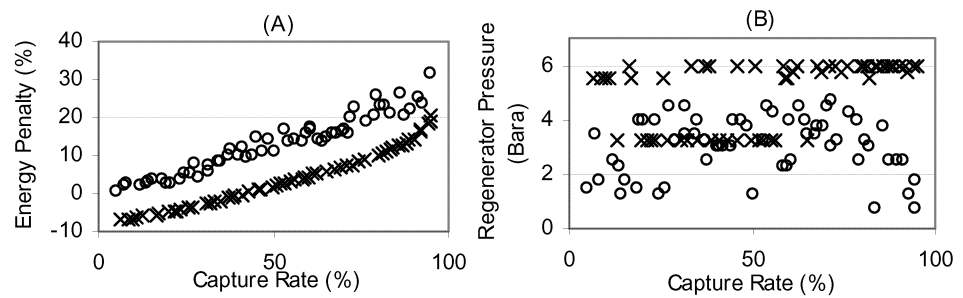 (A)
Energy Penalty (%)
40
30
20
10
0
-10
0
50
100
Capture Rate (%)
(B)
Regenerator Pressure
(Bara)
6
4
2
0
0
50
100
Capture Rate (%)